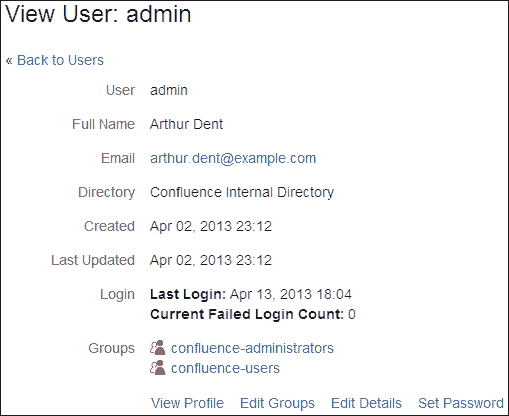 View User: admin
« Back to Users
User admin
Full Name Arthur Dent
Email arthur.dent@example.com
Directory Confluence Internal Directory
Created Apr 02, 2013 23:12
Last Updated Apr 02, 2013 23:12
Login Last Login: Apr 13, 2013 18:04
Current Failed Login Count: 0
Groups confluence-administrators
confluence-users
View Profile Edit Groups Edit Details Set Password